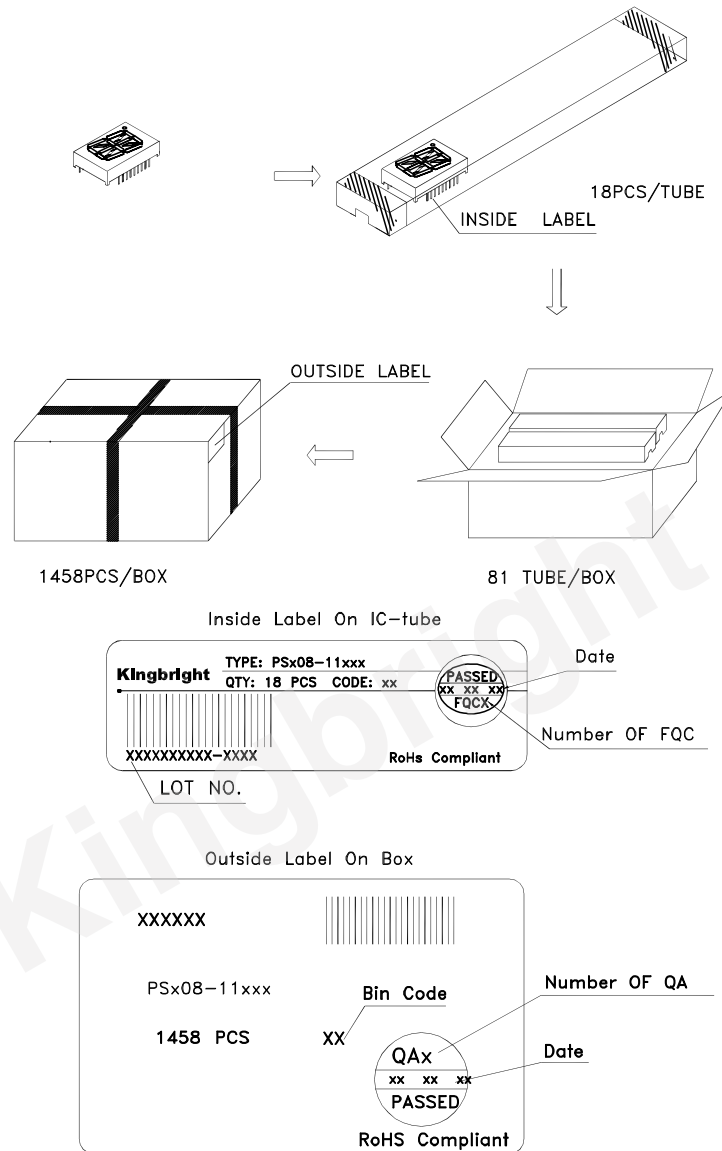 18PCS/TUBE
INSIDE LABEL
OUTSIDE LABEL
1458PCS/BOX
81 TUBE/BOX
Inside Label On IC-tube
Kingbright
TYPE: PSx08-11xxx
QTY: 18 PCS CODE: xx
PASSED
xx xx xx
FQCX
Date
Number OF FQC
XXXXXXXXXX-XXXX
RoHs Compliant
LOT NO.
Outside Label On Box
XXXXXX
PSx08-11xxx
Bin Code
Number OF QA
1458 PCS
XX
QAx
Date
xx xx xx
PASSED
RoHS Compliant
Kingbright